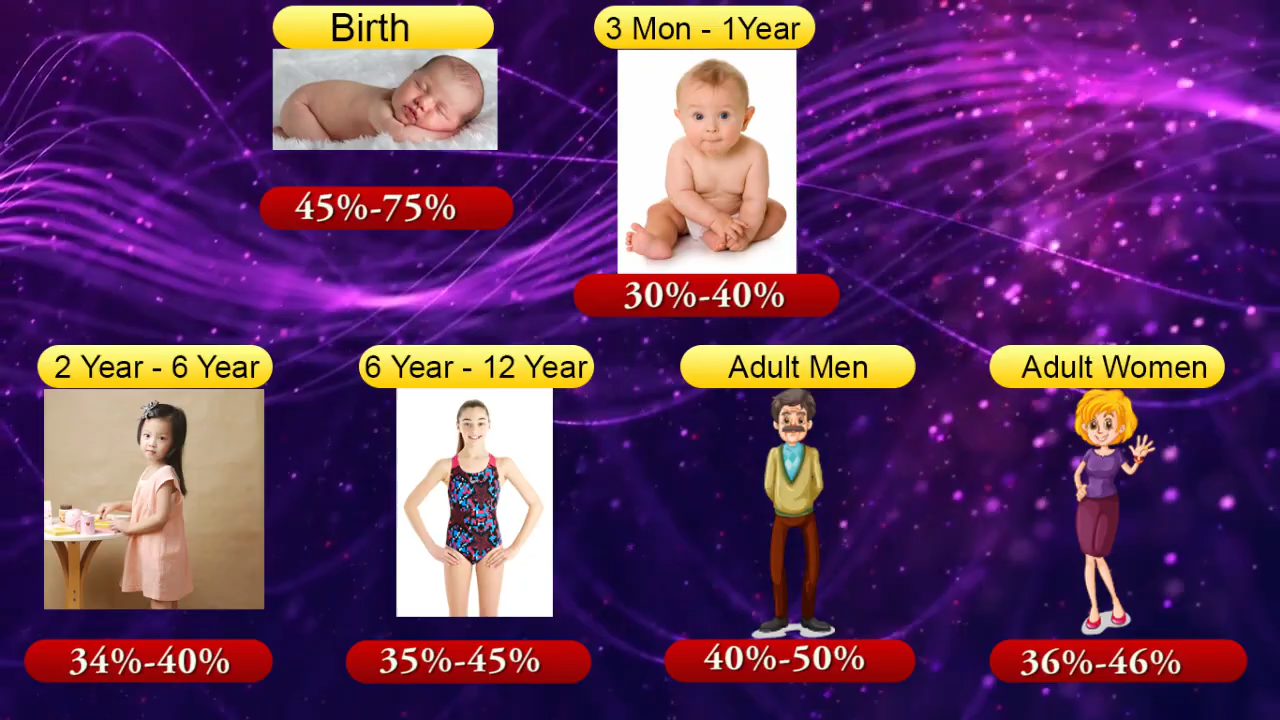 Birth
3 Mon - 1Year
45%-75%
30%-40%
2 Year - 6 Year
6 Year - 12 Year
Adult Men
Adult Women
34%-40%
35%-45%
40%-50%
36%-46%